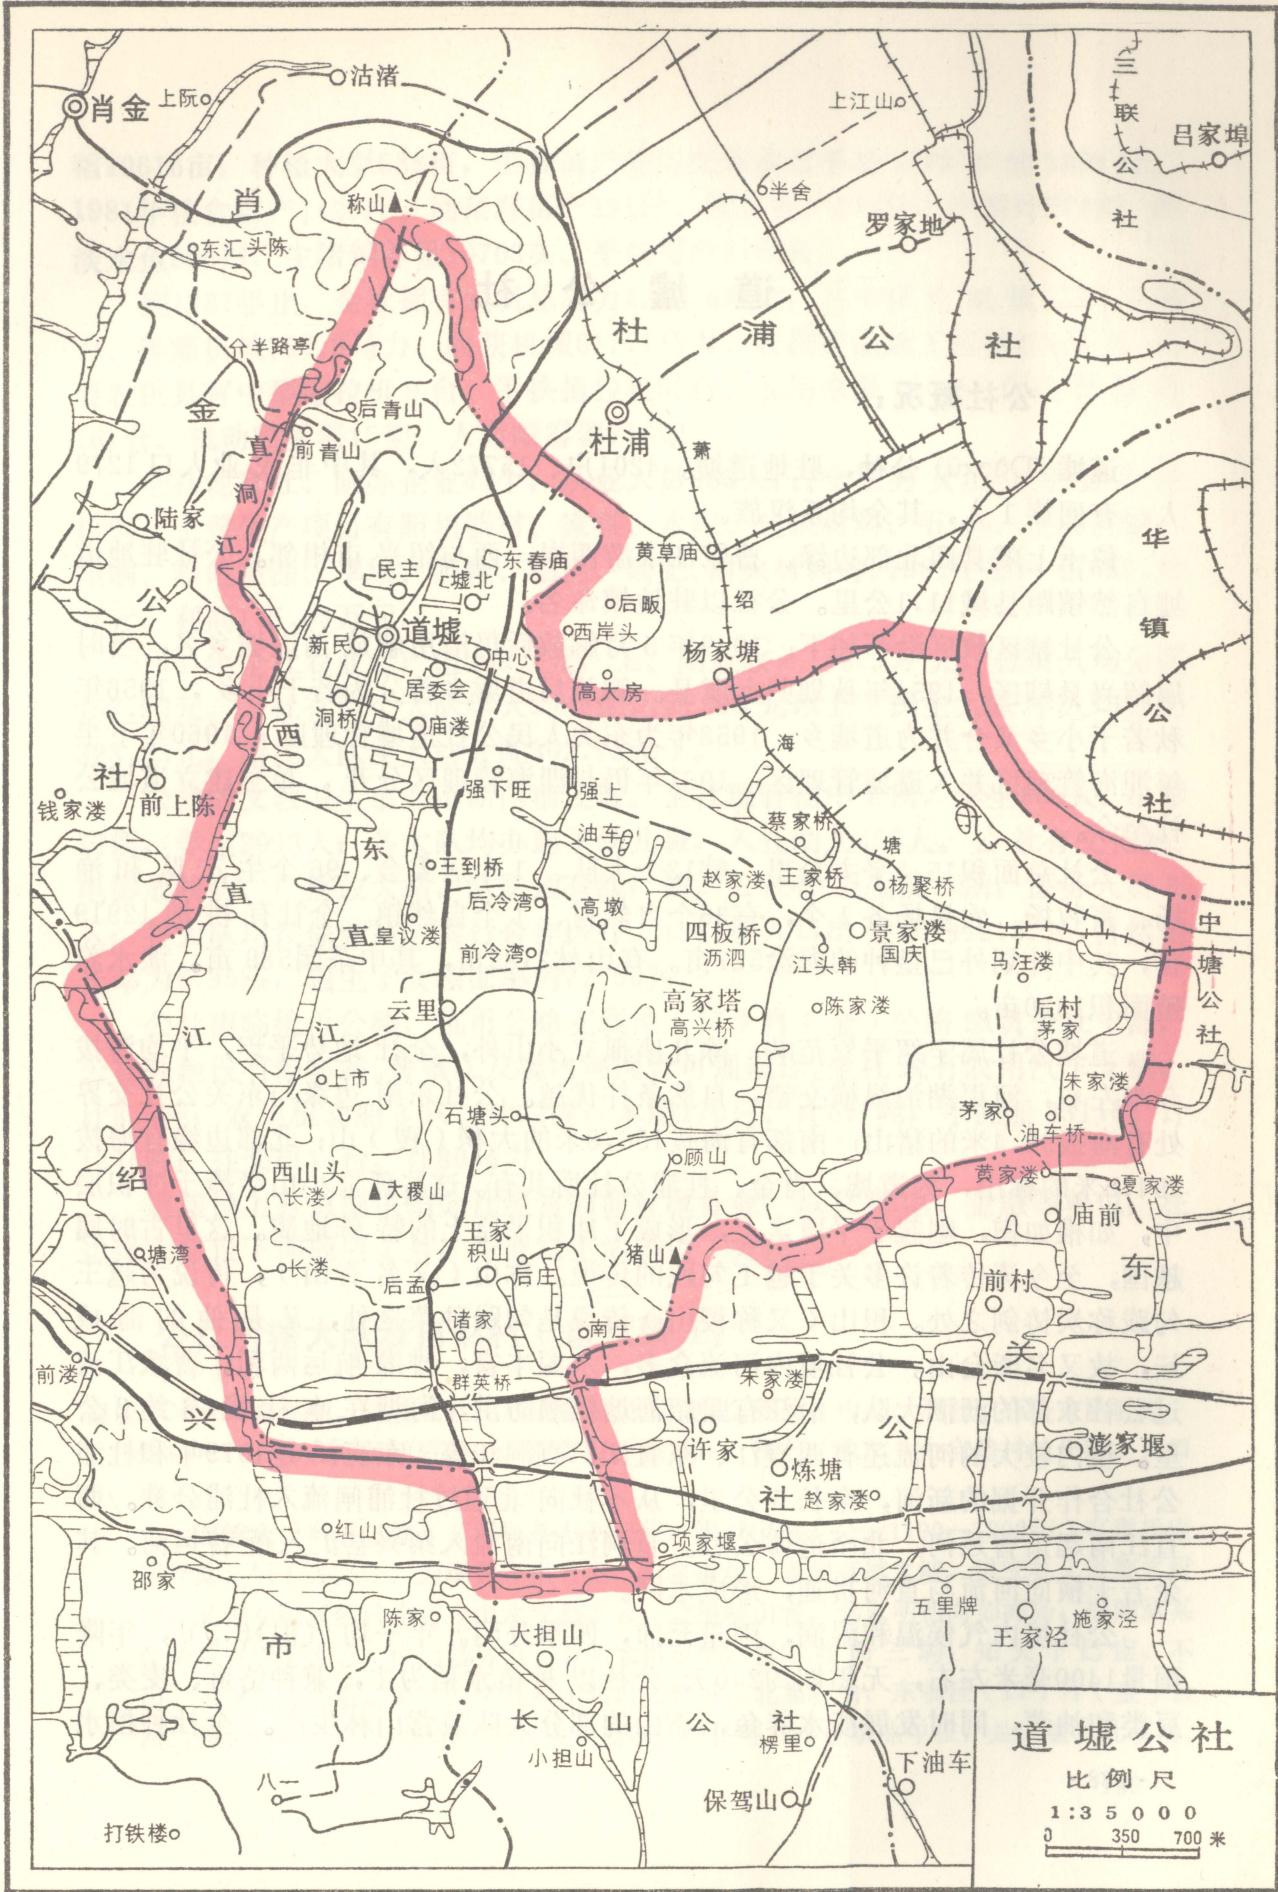 沽渚
上阮
肖金
三联公社
吕家埠
上江山
半舍
罗家地
称山
肖金公社
东汇头陈
杜浦公社
半路亭
后青山
前青山
杜浦
直洞江
陆家
萧绍海塘
黄草庙
华镇公社
东春庙
民主
墟北
后畈
西岸头
道墟
新民
中心
杨家塘
居委会
高大房
洞桥
庙溇
西直江
前上陈
钱家溇
强下旺
强上
蔡家桥
油车
东直江
王到桥
赵家溇
王家桥
杨聚桥
后冷湾
高墩
皇议溇
四板桥
沥泗
景家溇
国庆
中塘公社
前冷湾
江头韩
马汪溇
云里
高家塔
高兴桥
陈家溇
后村
茅家
上市
朱家溇
石塘头
茅家
油车桥
顾山
黄家溇
夏家溇
西山头
长溇
大稷山
庙前
绍兴市
王家
积山
猪山
塘湾
长溇
后庄
后孟
东关公社
前村
诸家
南庄
前溇
群英桥
朱家溇
许家
澎家堰
炼塘
赵家溇
红山
项家堰
邵家
五里牌
陈家
王家泾
施家泾
大担山
长山公社
小担山
楞里
下油车
八一
保驾山
打铁楼
道墟公社
比例尺
1:35000
0 350 700 米